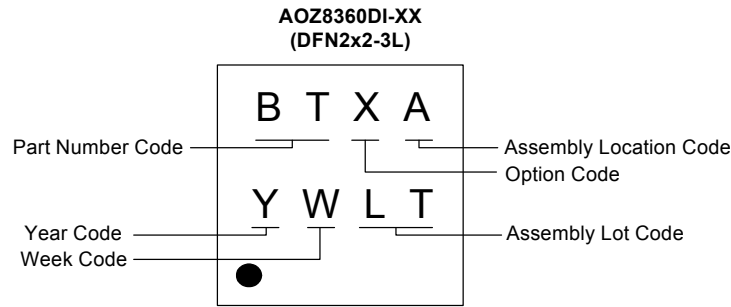 AOZ8360DI-XX
(DFN2x2-3L)
B T X A
Part Number Code
Assembly Location Code
Option Code
Y W L T
Year Code
Assembly Lot Code
Week Code